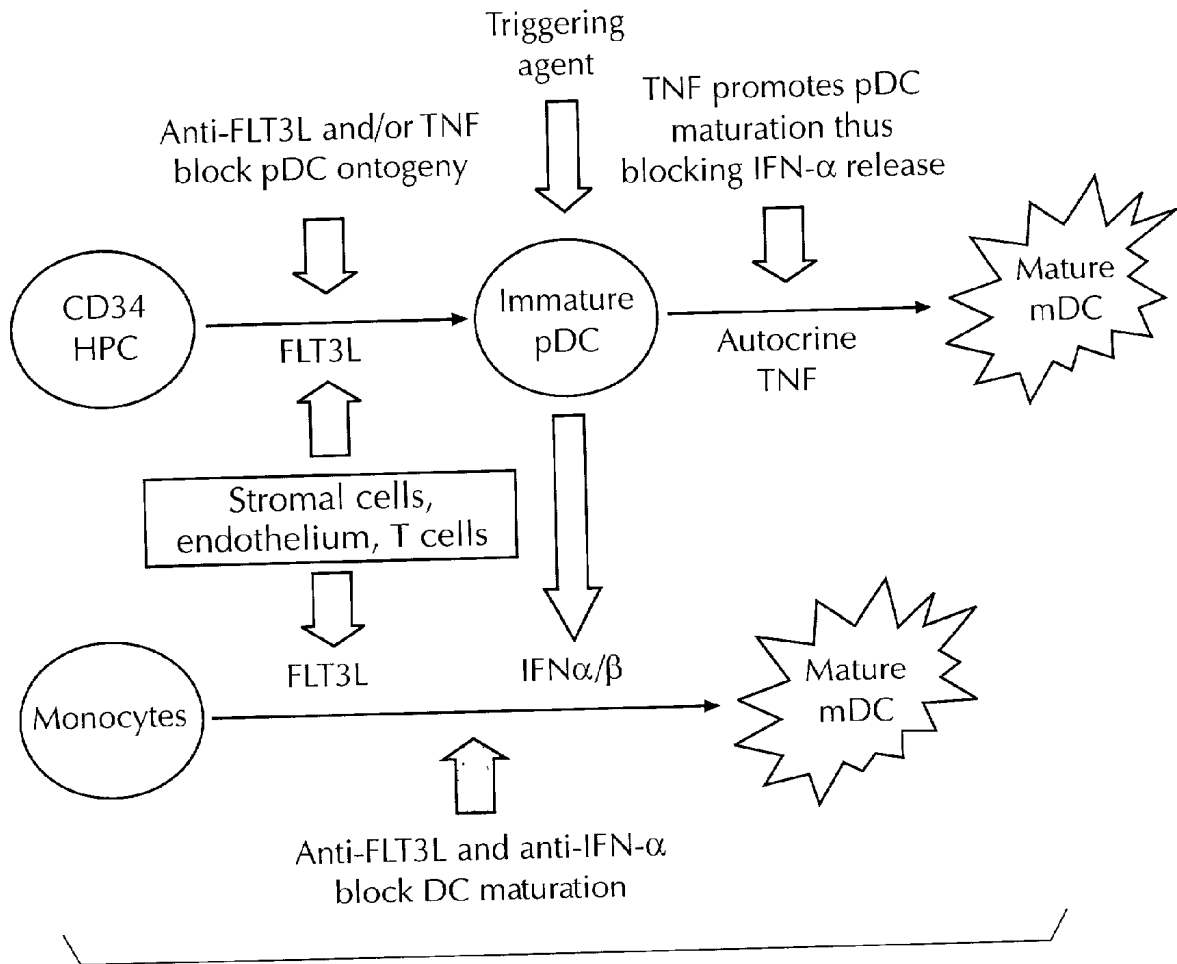 Triggering
agent
TNF promotes pDC
maturation thus
blocking IFN-α release
Anti-FLT3L and/or TNF
block pDC ontogeny
CD34
HPC
FLT3L
Immature
pDC
Autocrine
TNF
Mature
mDC
Stromal cells,
endothelium, T cells
Monocytes
FLT3L
IFNα/β
Mature
mDC
Anti-FLT3L and anti-IFN-α
block DC maturation